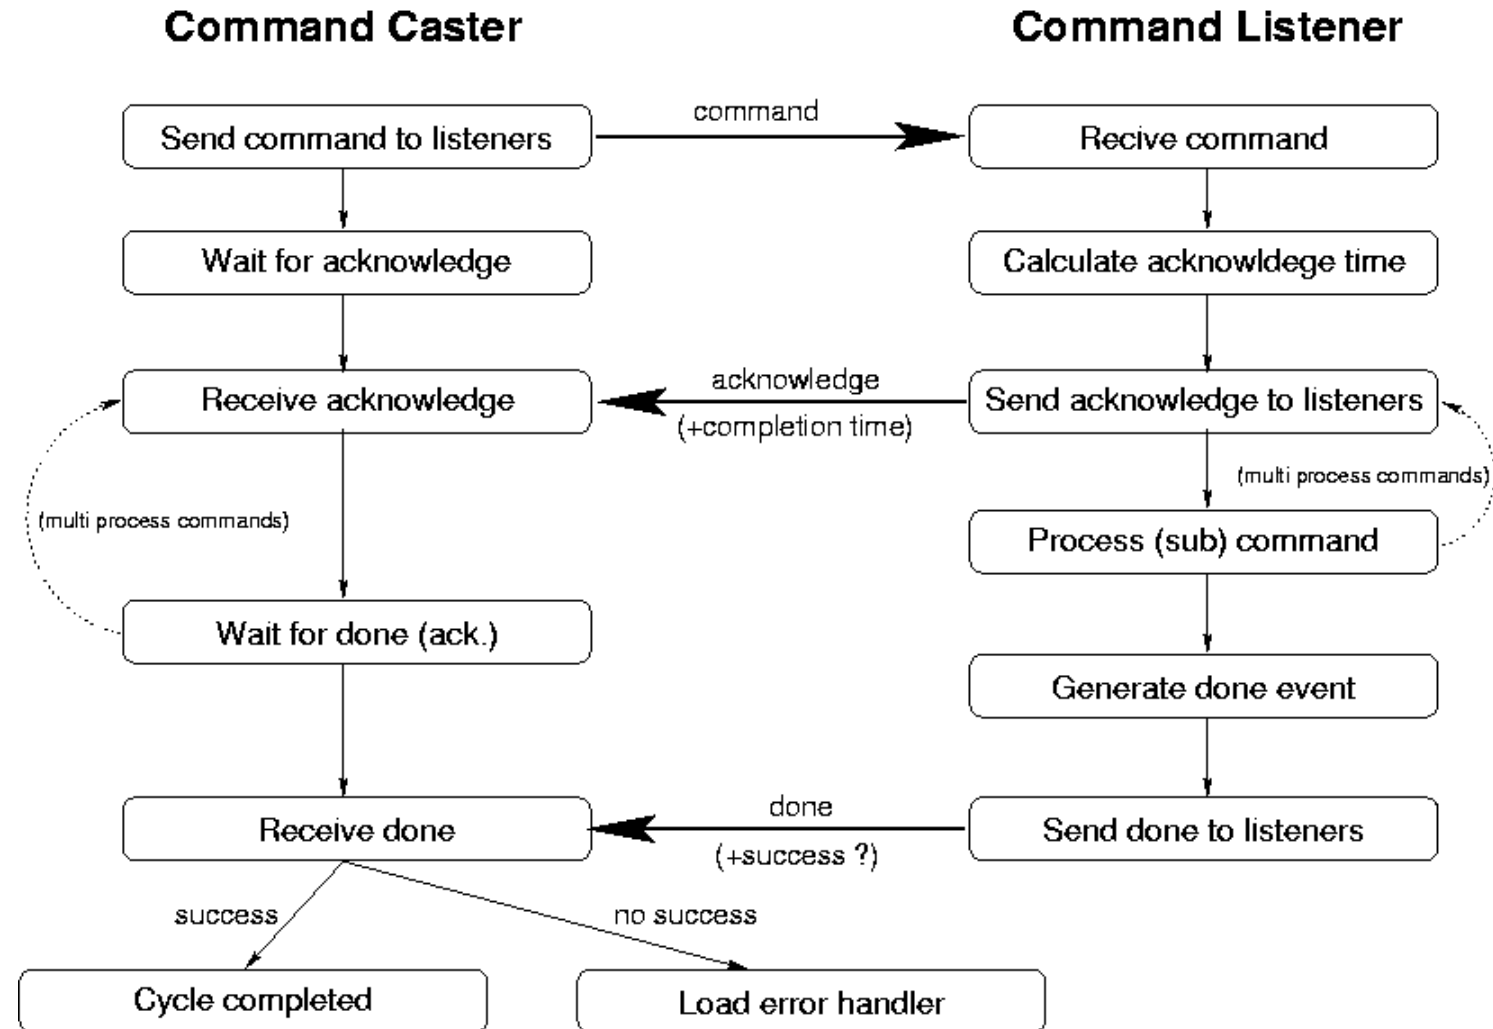 Command Caster
Command Listener
Send command to listeners
command
Recive command
Wait for acknowledge
Calculate acknowldege time
Receive acknowledge
acknowledge
(+completion time)
Send acknowledge to listeners
(multi process commands)
(multi process commands)
Process (sub) command
Wait for done (ack.)
Generate done event
Receive done
done
(+success ?)
Send done to listeners
success
no success
Cycle completed
Load error handler